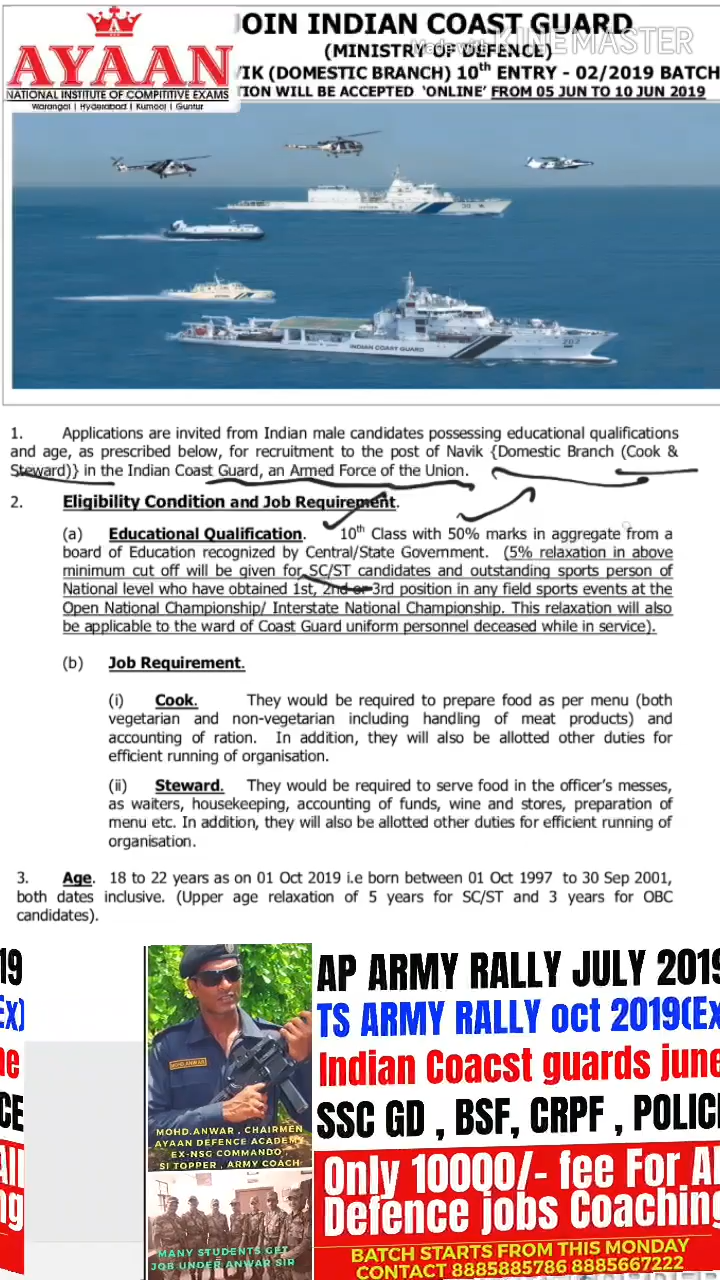 JOIN INDIAN COAST GUARD
(MINISTRY OF DEFENCE)
Made with KINEMASTER
AYAAN
NATIONAL INSTITUTE OF COMPITITIVE EXAMS
Warangal | Hyderabad | Kurnool | Guntur
VIK (DOMESTIC BRANCH) 10th ENTRY - 02/2019 BATCH
TION WILL BE ACCEPTED 'ONLINE' FROM 05 JUN TO 10 JUN 2019
INDIAN COAST GUARD
1. Applications are invited from Indian male candidates possessing educational qualifications
and age, as prescribed below, for recruitment to the post of Navik {Domestic Branch (Cook &
Steward)} in the Indian Coast Guard, an Armed Force of the Union.
2. Eligibility Condition and Job Requirement.
(a) Educational Qualification. 10th Class with 50% marks in aggregate from a
board of Education recognized by Central/State Government. (5% relaxation in above
minimum cut off will be given for SC/ST candidates and outstanding sports person of
National level who have obtained 1st, 2nd or 3rd position in any field sports events at the
Open National Championship/ Interstate National Championship. This relaxation will also
be applicable to the ward of Coast Guard uniform personnel deceased while in service).
(b) Job Requirement.
(i) Cook. They would be required to prepare food as per menu (both
vegetarian and non-vegetarian including handling of meat products) and
accounting of ration. In addition, they will also be allotted other duties for
efficient running of organisation.
(ii) Steward. They would be required to serve food in the officer's messes,
as waiters, housekeeping, accounting of funds, wine and stores, preparation of
menu etc. In addition, they will also be allotted other duties for efficient running of
organisation.
3. Age. 18 to 22 years as on 01 Oct 2019 i.e born between 01 Oct 1997 to 30 Sep 2001,
both dates inclusive. (Upper age relaxation of 5 years for SC/ST and 3 years for OBC
candidates).
MOHD.ANWAR
MOHD.ANWAR , CHAIRMEN
AYAAN DEFENCE ACADEMY
EX-NSG COMMANDO
SI TOPPER , ARMY COACH
MANY STUDENTS GET
JOB UNDER ANWAR SIR
AP ARMY RALLY JULY 2019
TS ARMY RALLY oct 2019(Ex
Indian Coacst guards june
SSC GD , BSF, CRPF , POLIC
Only 10000/- fee For Al
Defence jobs Coaching
BATCH STARTS FROM THIS MONDAY
CONTACT 8885885786 8885667222